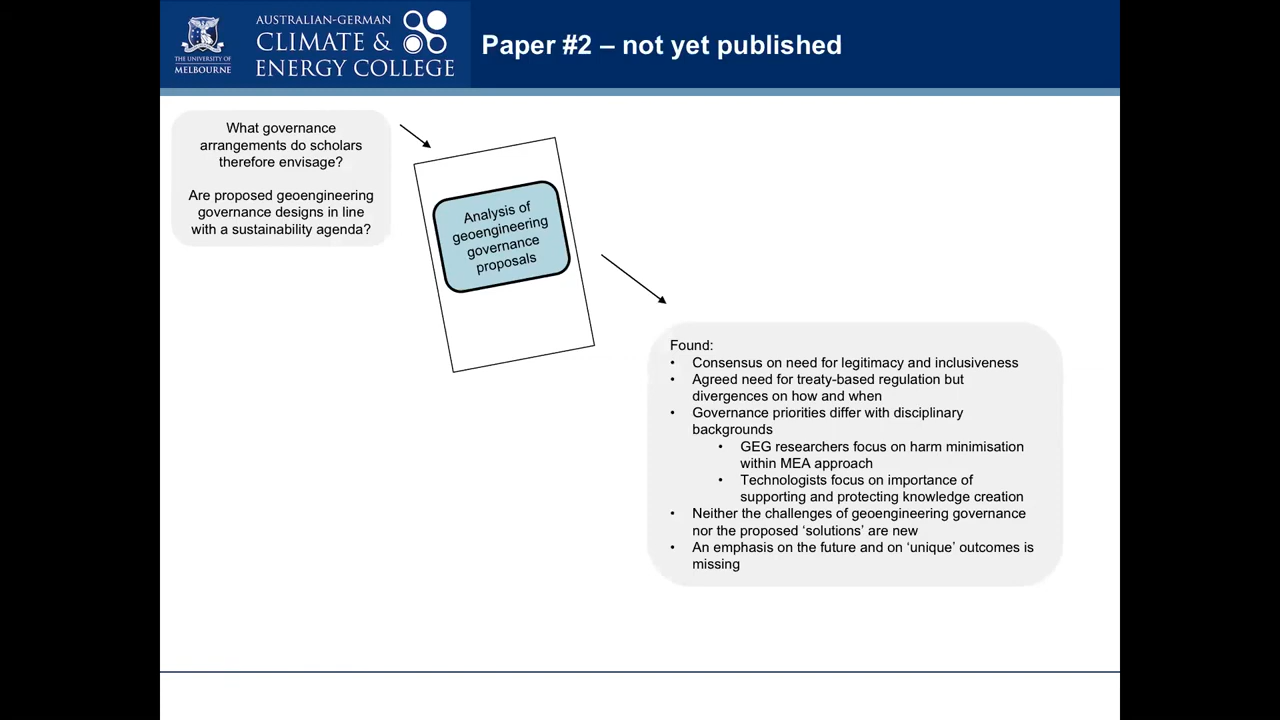 THE UNIVERSITY OF
MELBOURNE
AUSTRALIAN-GERMAN
CLIMATE &
ENERGY COLLEGE
Paper #2 – not yet published
What governance
arrangements do scholars
therefore envisage?
Are proposed geoengineering
governance designs in line
with a sustainability agenda?
Analysis of
geoengineering
governance
proposals
Found:
• Consensus on need for legitimacy and inclusiveness
• Agreed need for treaty-based regulation but
divergences on how and when
• Governance priorities differ with disciplinary
backgrounds
• GEG researchers focus on harm minimisation
within MEA approach
• Technologists focus on importance of
supporting and protecting knowledge creation
• Neither the challenges of geoengineering governance
nor the proposed ‘solutions’ are new
• An emphasis on the future and on ‘unique’ outcomes is
missing